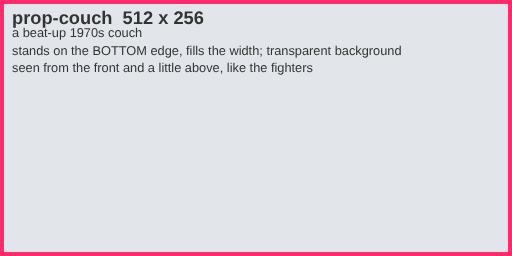 prop-couch  512 x 256
a beat-up 1970s couch
stands on the BOTTOM edge, fills the width; transparent background
seen from the front and a little above, like the fighters